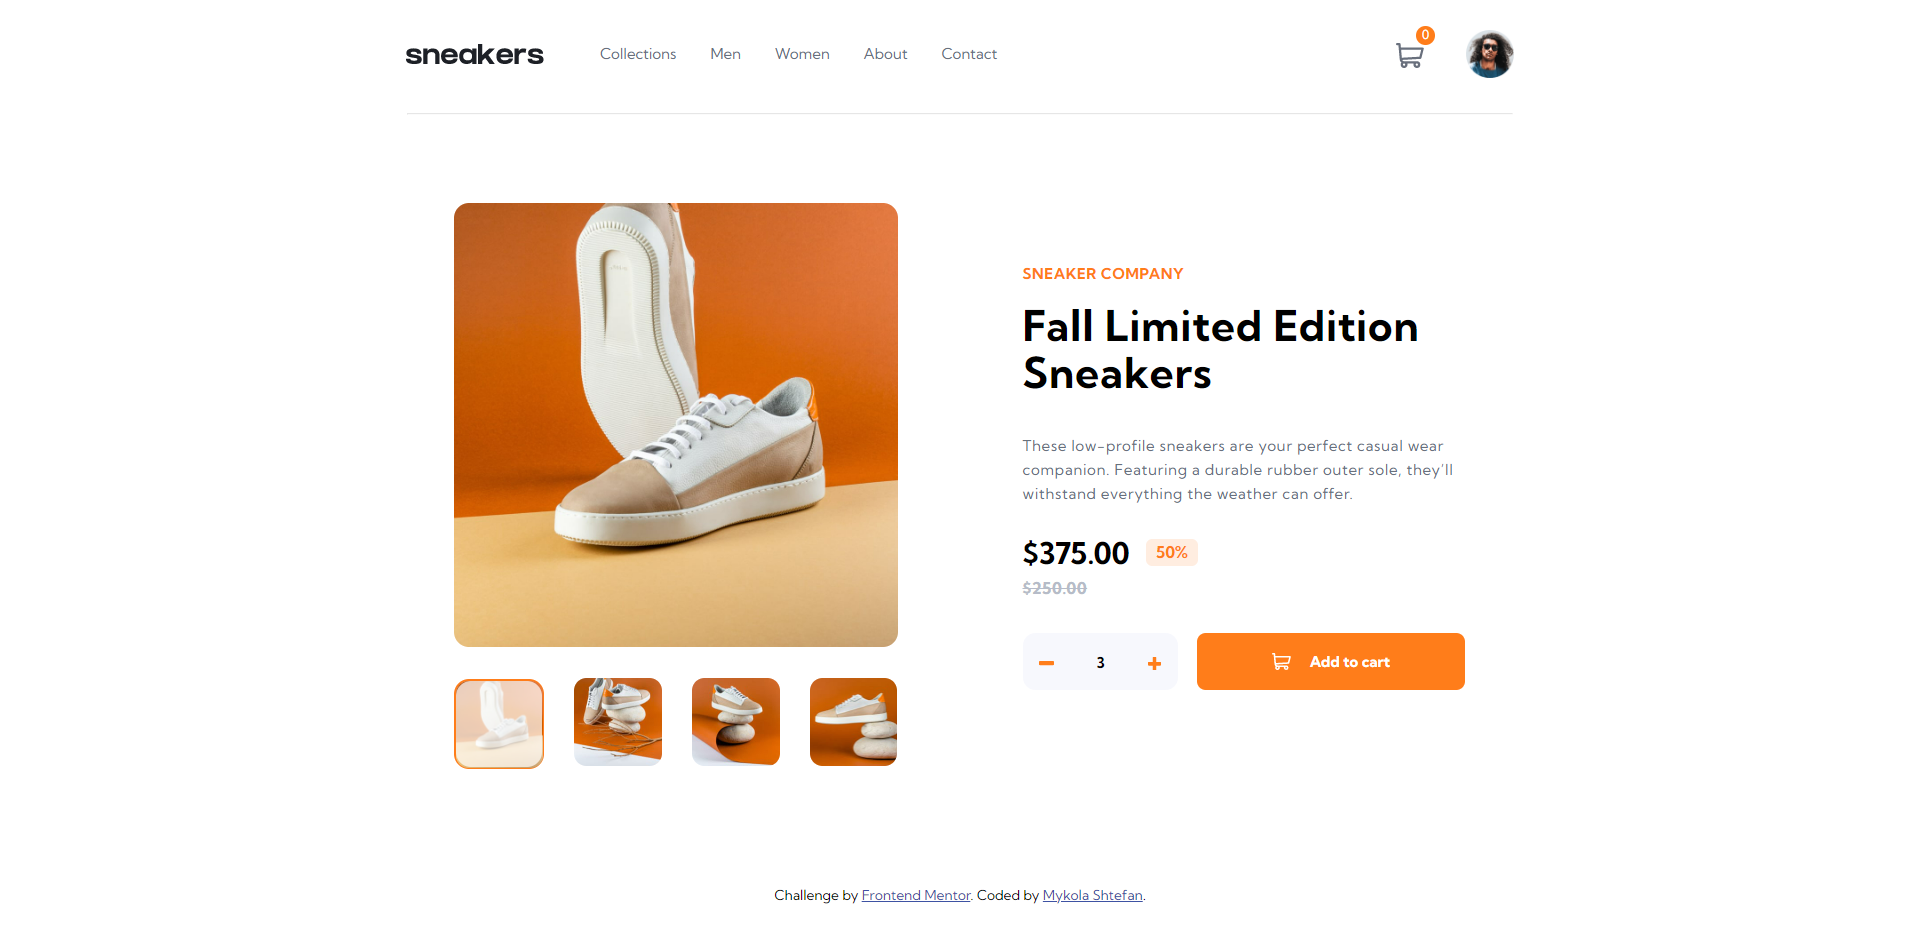 sneakers
Collections Men Women About Contact
0
SNEAKER COMPANY
Fall Limited Edition
Sneakers
These low-profile sneakers are your perfect casual wear
companion. Featuring a durable rubber outer sole, they'll
withstand everything the weather can offer.
$375.00 50%
$250.00
3
Add to cart
Challenge by Frontend Mentor. Coded by Mykola Shtefan.